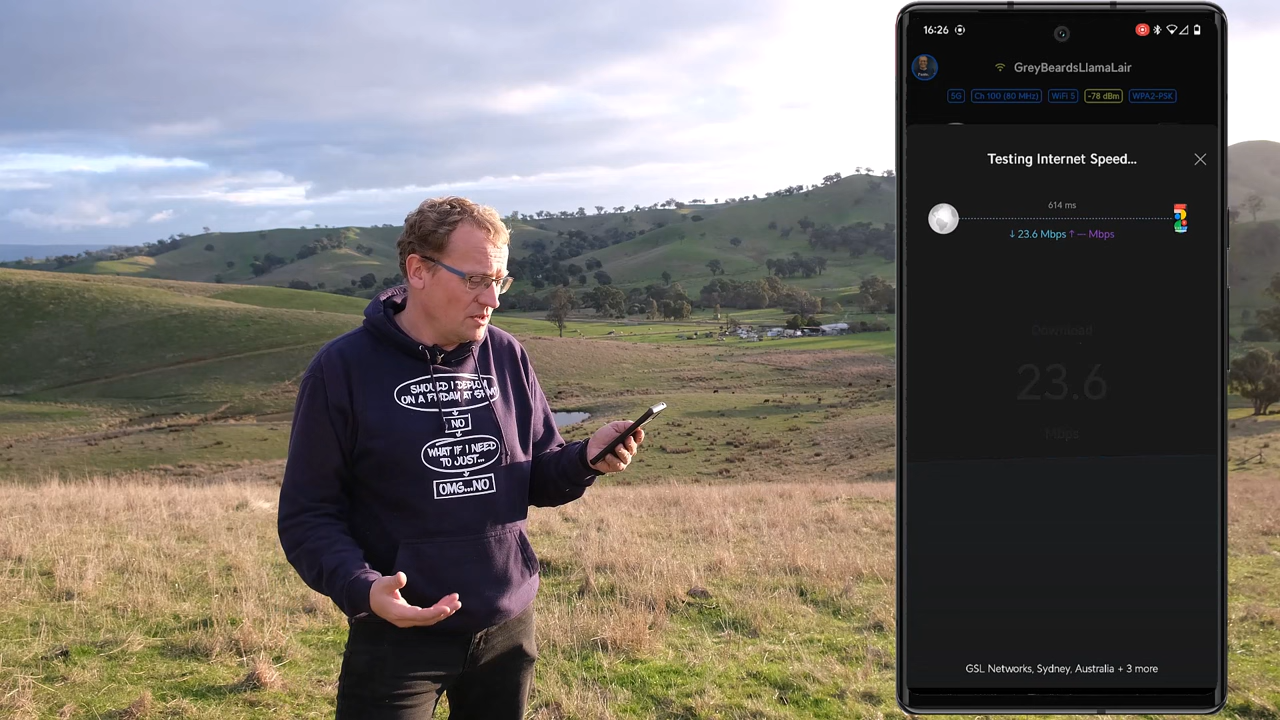 SHOULD I DEPLOY
ON A FRIDAY AT 5PM?
NO
WHAT IF I NEED
TO JUST...
OMG...NO
16:26
GreyBeardsLlamaLair
5G
Ch 100 (80 MHz)
WiFi 5
-78 dBm
WPA2-PSK
Testing Internet Speed...
614 ms
↓ 23.6 Mbps ↑ — Mbps
Download
23.6
Mbps
GSL Networks, Sydney, Australia + 3 more